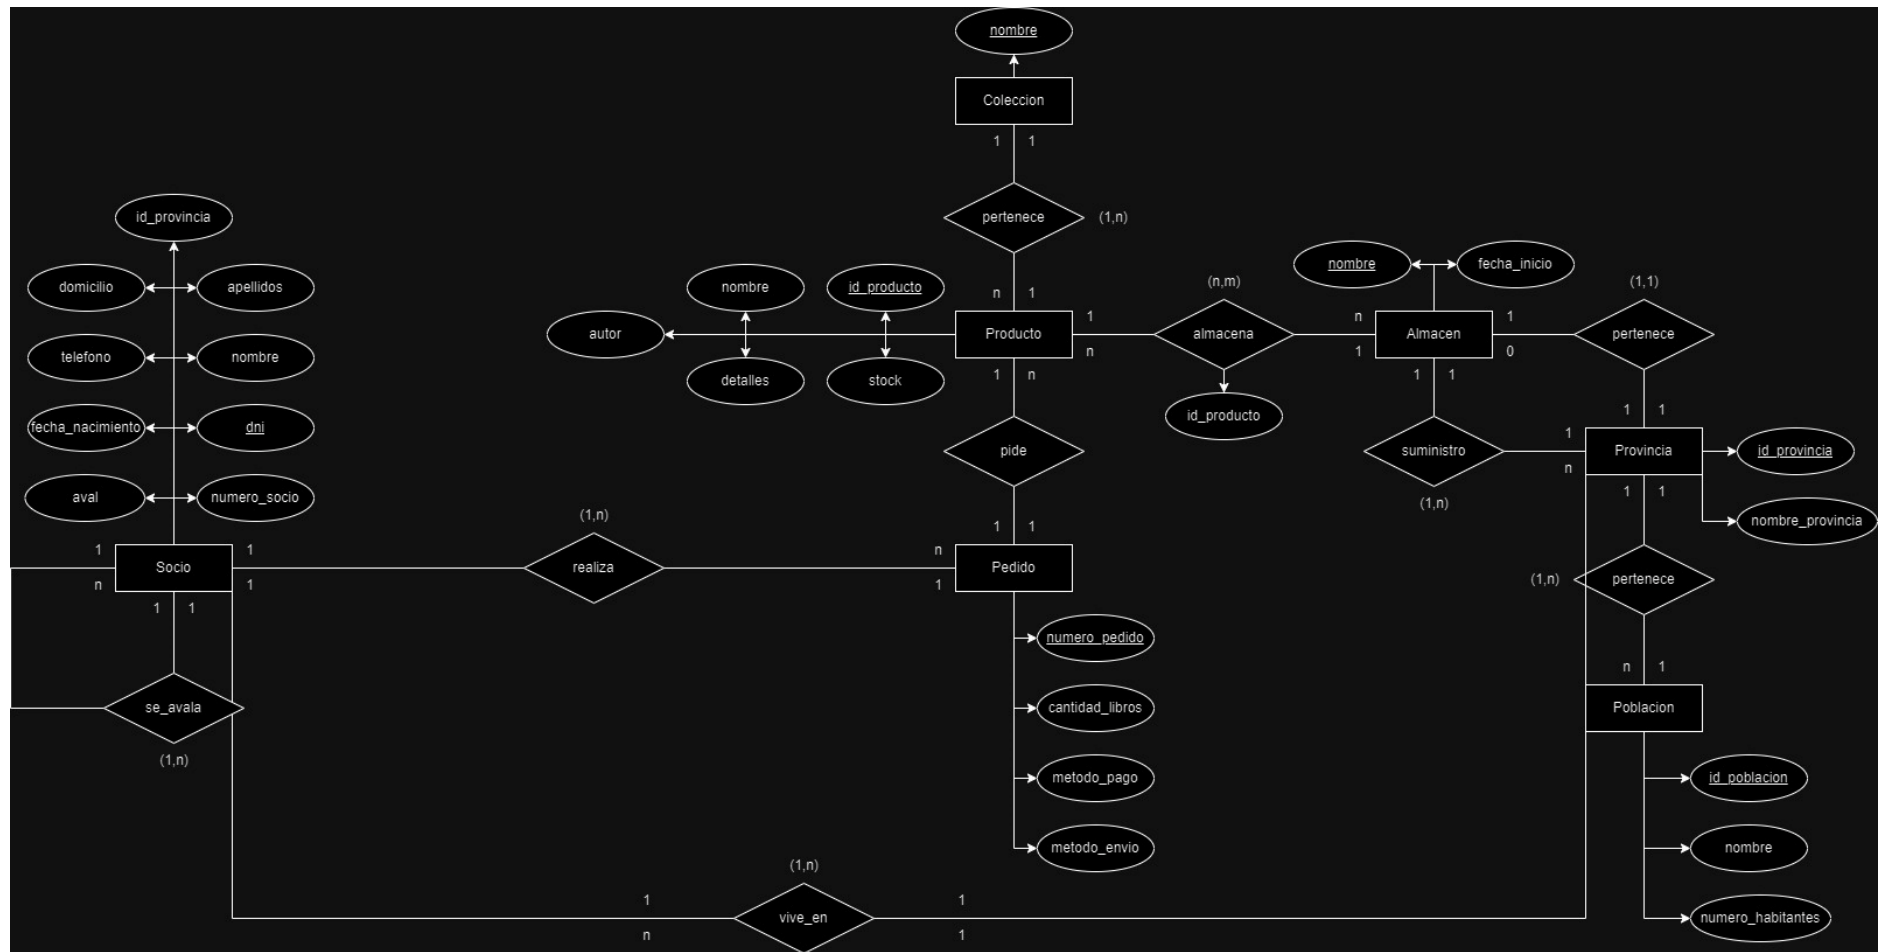 nombre
Coleccion
1 1
pertenece
(1,n)
n 1
id_provincia
domicilio
apellidos
telefono
nombre
fecha_nacimiento
dni
aval
numero_socio
1
Socio
1
n
1
1 1
se_avala
(1,n)
(1,n)
realiza
n
1
nombre
id_producto
autor
detalles
stock
Producto
1
n
1 n
pide
1 1
Pedido
numero_pedido
cantidad_libros
metodo_pago
metodo_envio
(n,m)
almacena
id_producto
n
1
nombre
fecha_inicio
Almacen
1
0
(1,1)
pertenece
1 1
1 1
suministro
(1,n)
1
n
Provincia
id_provincia
nombre_provincia
1 1
(1,n)
pertenece
n 1
Poblacion
id_poblacion
nombre
numero_habitantes
(1,n)
1
n
vive_en
1
1